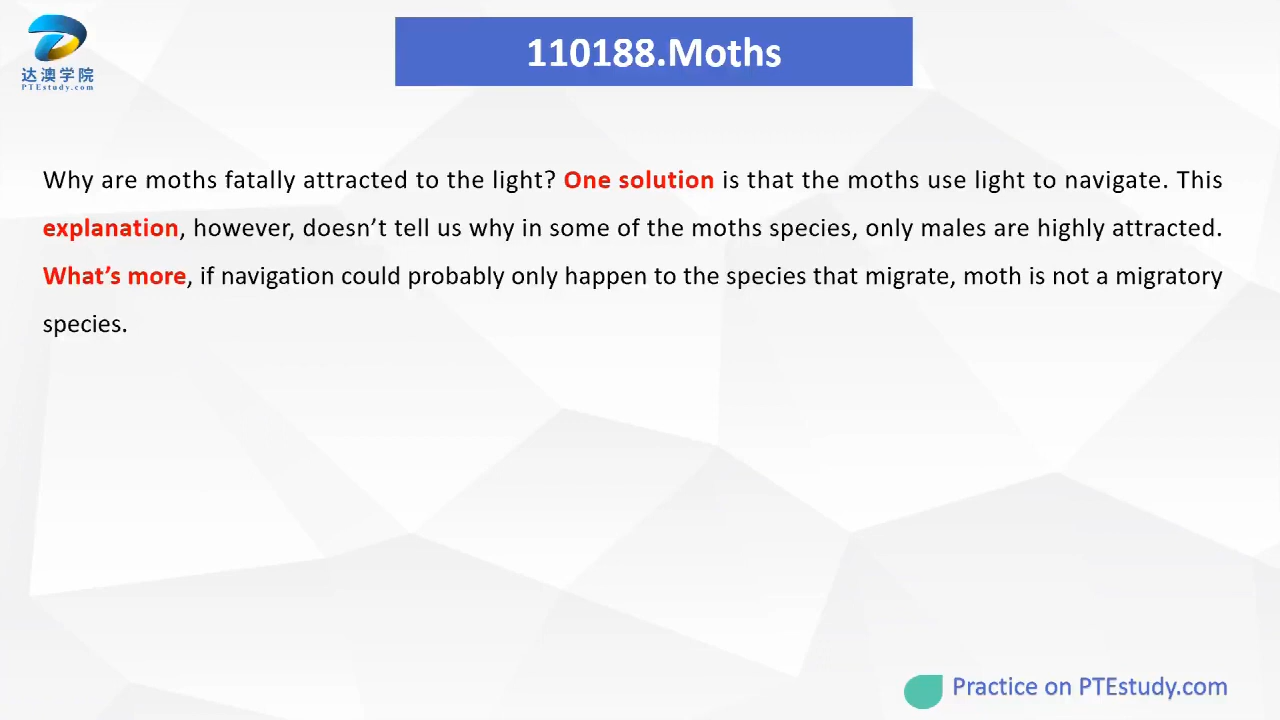 达澳学院
PTEstudy.com
110188.Moths
Why are moths fatally attracted to the light? One solution is that the moths use light to navigate. This
explanation, however, doesn’t tell us why in some of the moths species, only males are highly attracted.
What’s more, if navigation could probably only happen to the species that migrate, moth is not a migratory
species.
Practice on PTEstudy.com